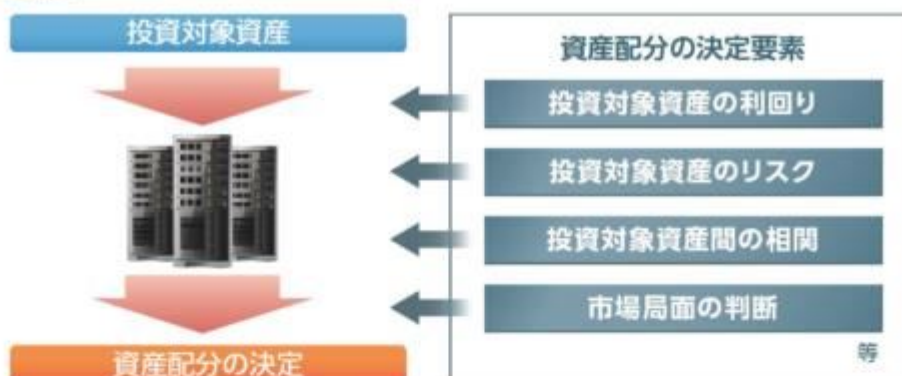 投資対象資産
資産配分の決定要素
投資対象資産の利回り
投資対象資産のリスク
投資対象資産間の相関
市場局面の判断
等
資産配分の決定